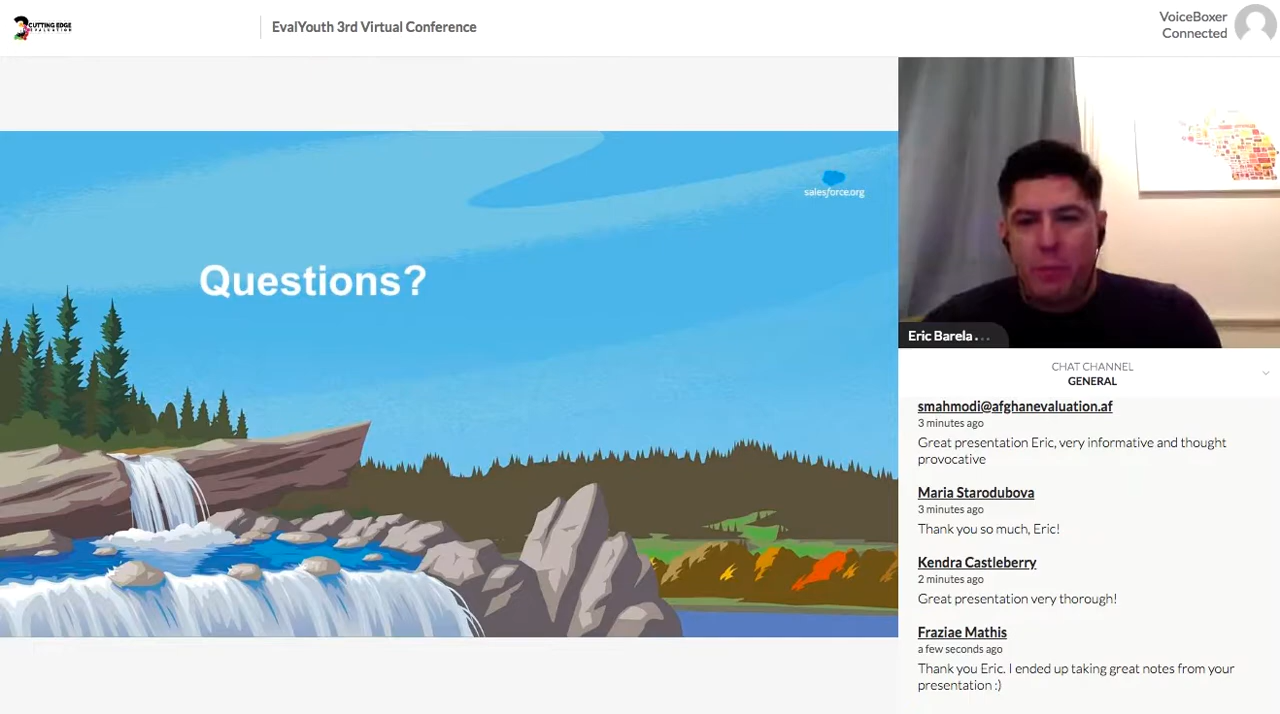 CUTTING EDGE
EVALUATION
EvalYouth 3rd Virtual Conference
VoiceBoxer
Connected
salesforce.org
Questions?
Eric Barela
CHAT CHANNEL
GENERAL
smahmodi@afghanevaluation.af
3 minutes ago
Great presentation Eric, very informative and thought
provocative
Maria Starodubova
3 minutes ago
Thank you so much, Eric!
Kendra Castleberry
2 minutes ago
Great presentation very thorough!
Fraziae Mathis
a few seconds ago
Thank you Eric. I ended up taking great notes from your
presentation :)